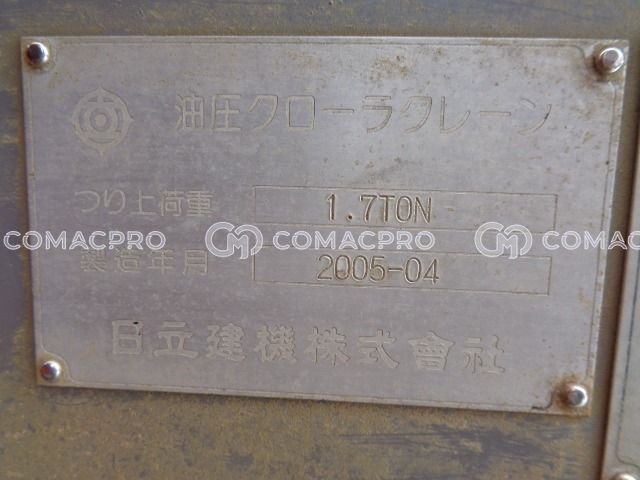 油圧クローラクレーン
つり上荷重 1.7TON
COMACPRO COMACPRO COMACPRO
製造年月 2005-04
日立建機株式會社